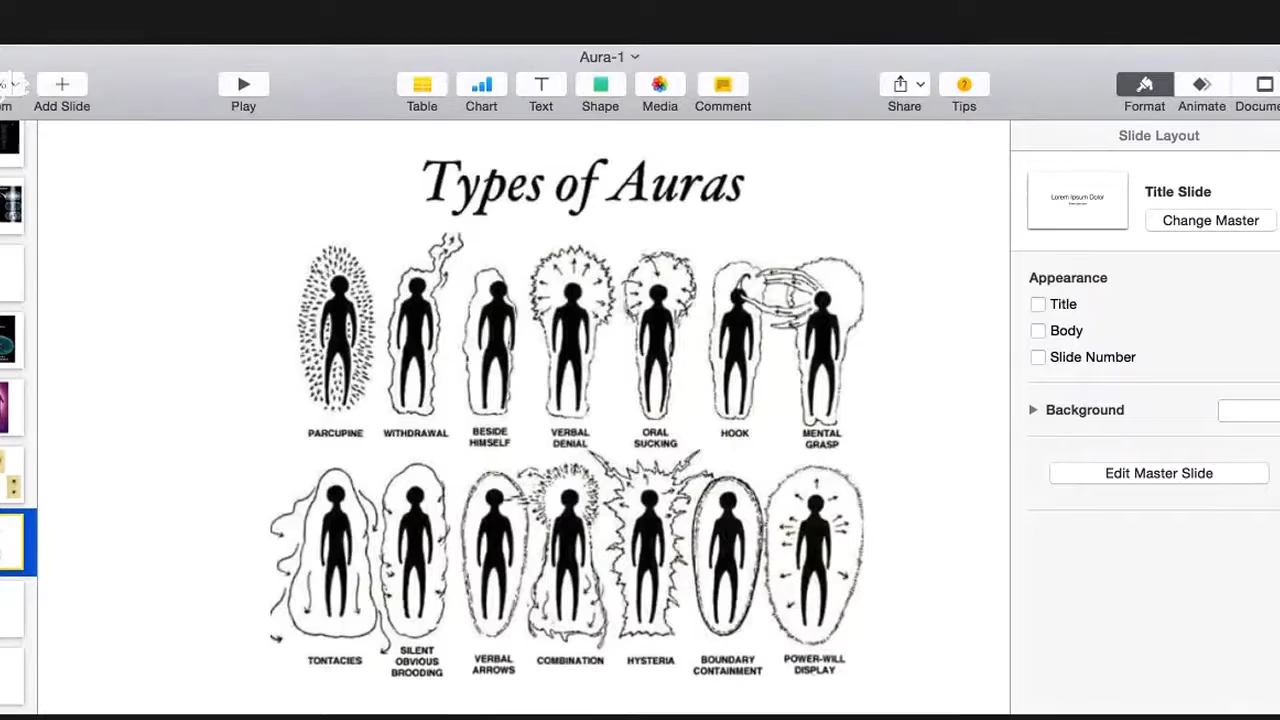 Aura-1
Add Slide
Play
Table
Chart
Text
Shape
Media
Comment
Share
Tips
Format
Animate
Docume
Slide Layout
Lorem Ipsum Dolor
Title Slide
Change Master
Appearance
Title
Body
Slide Number
Background
Edit Master Slide
Types of Auras
PARCUPINE
WITHDRAWAL
BESIDE
HIMSELF
VERBAL
DENIAL
ORAL
SUCKING
HOOK
MENTAL
GRASP
TONTACIES
SILENT
OBVIOUS
BROODING
VERBAL
ARROWS
COMBINATION
HYSTERIA
BOUNDARY
CONTAINMENT
POWER-WILL
DISPLAY